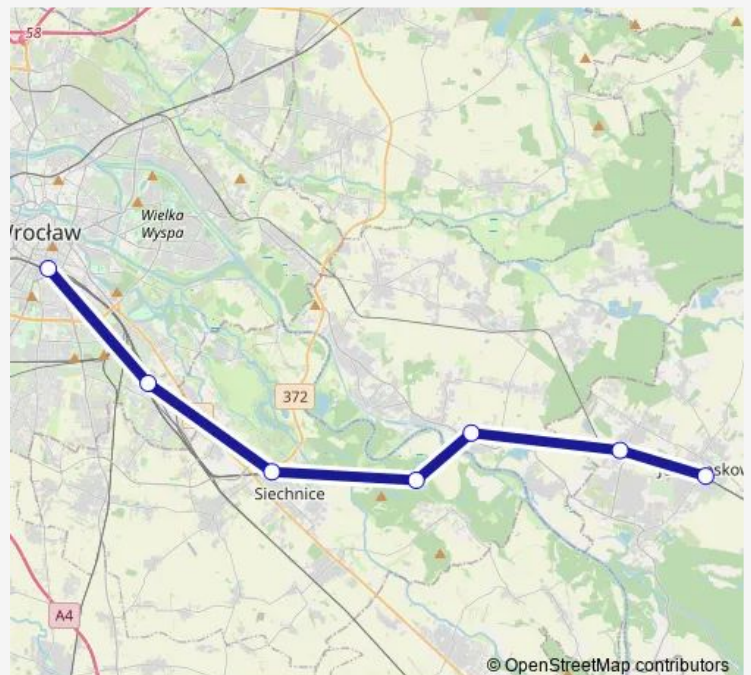 58
Wielka
Wyspa
Wrocław
372
Siechnice
A4
© OpenStreetMap contributors